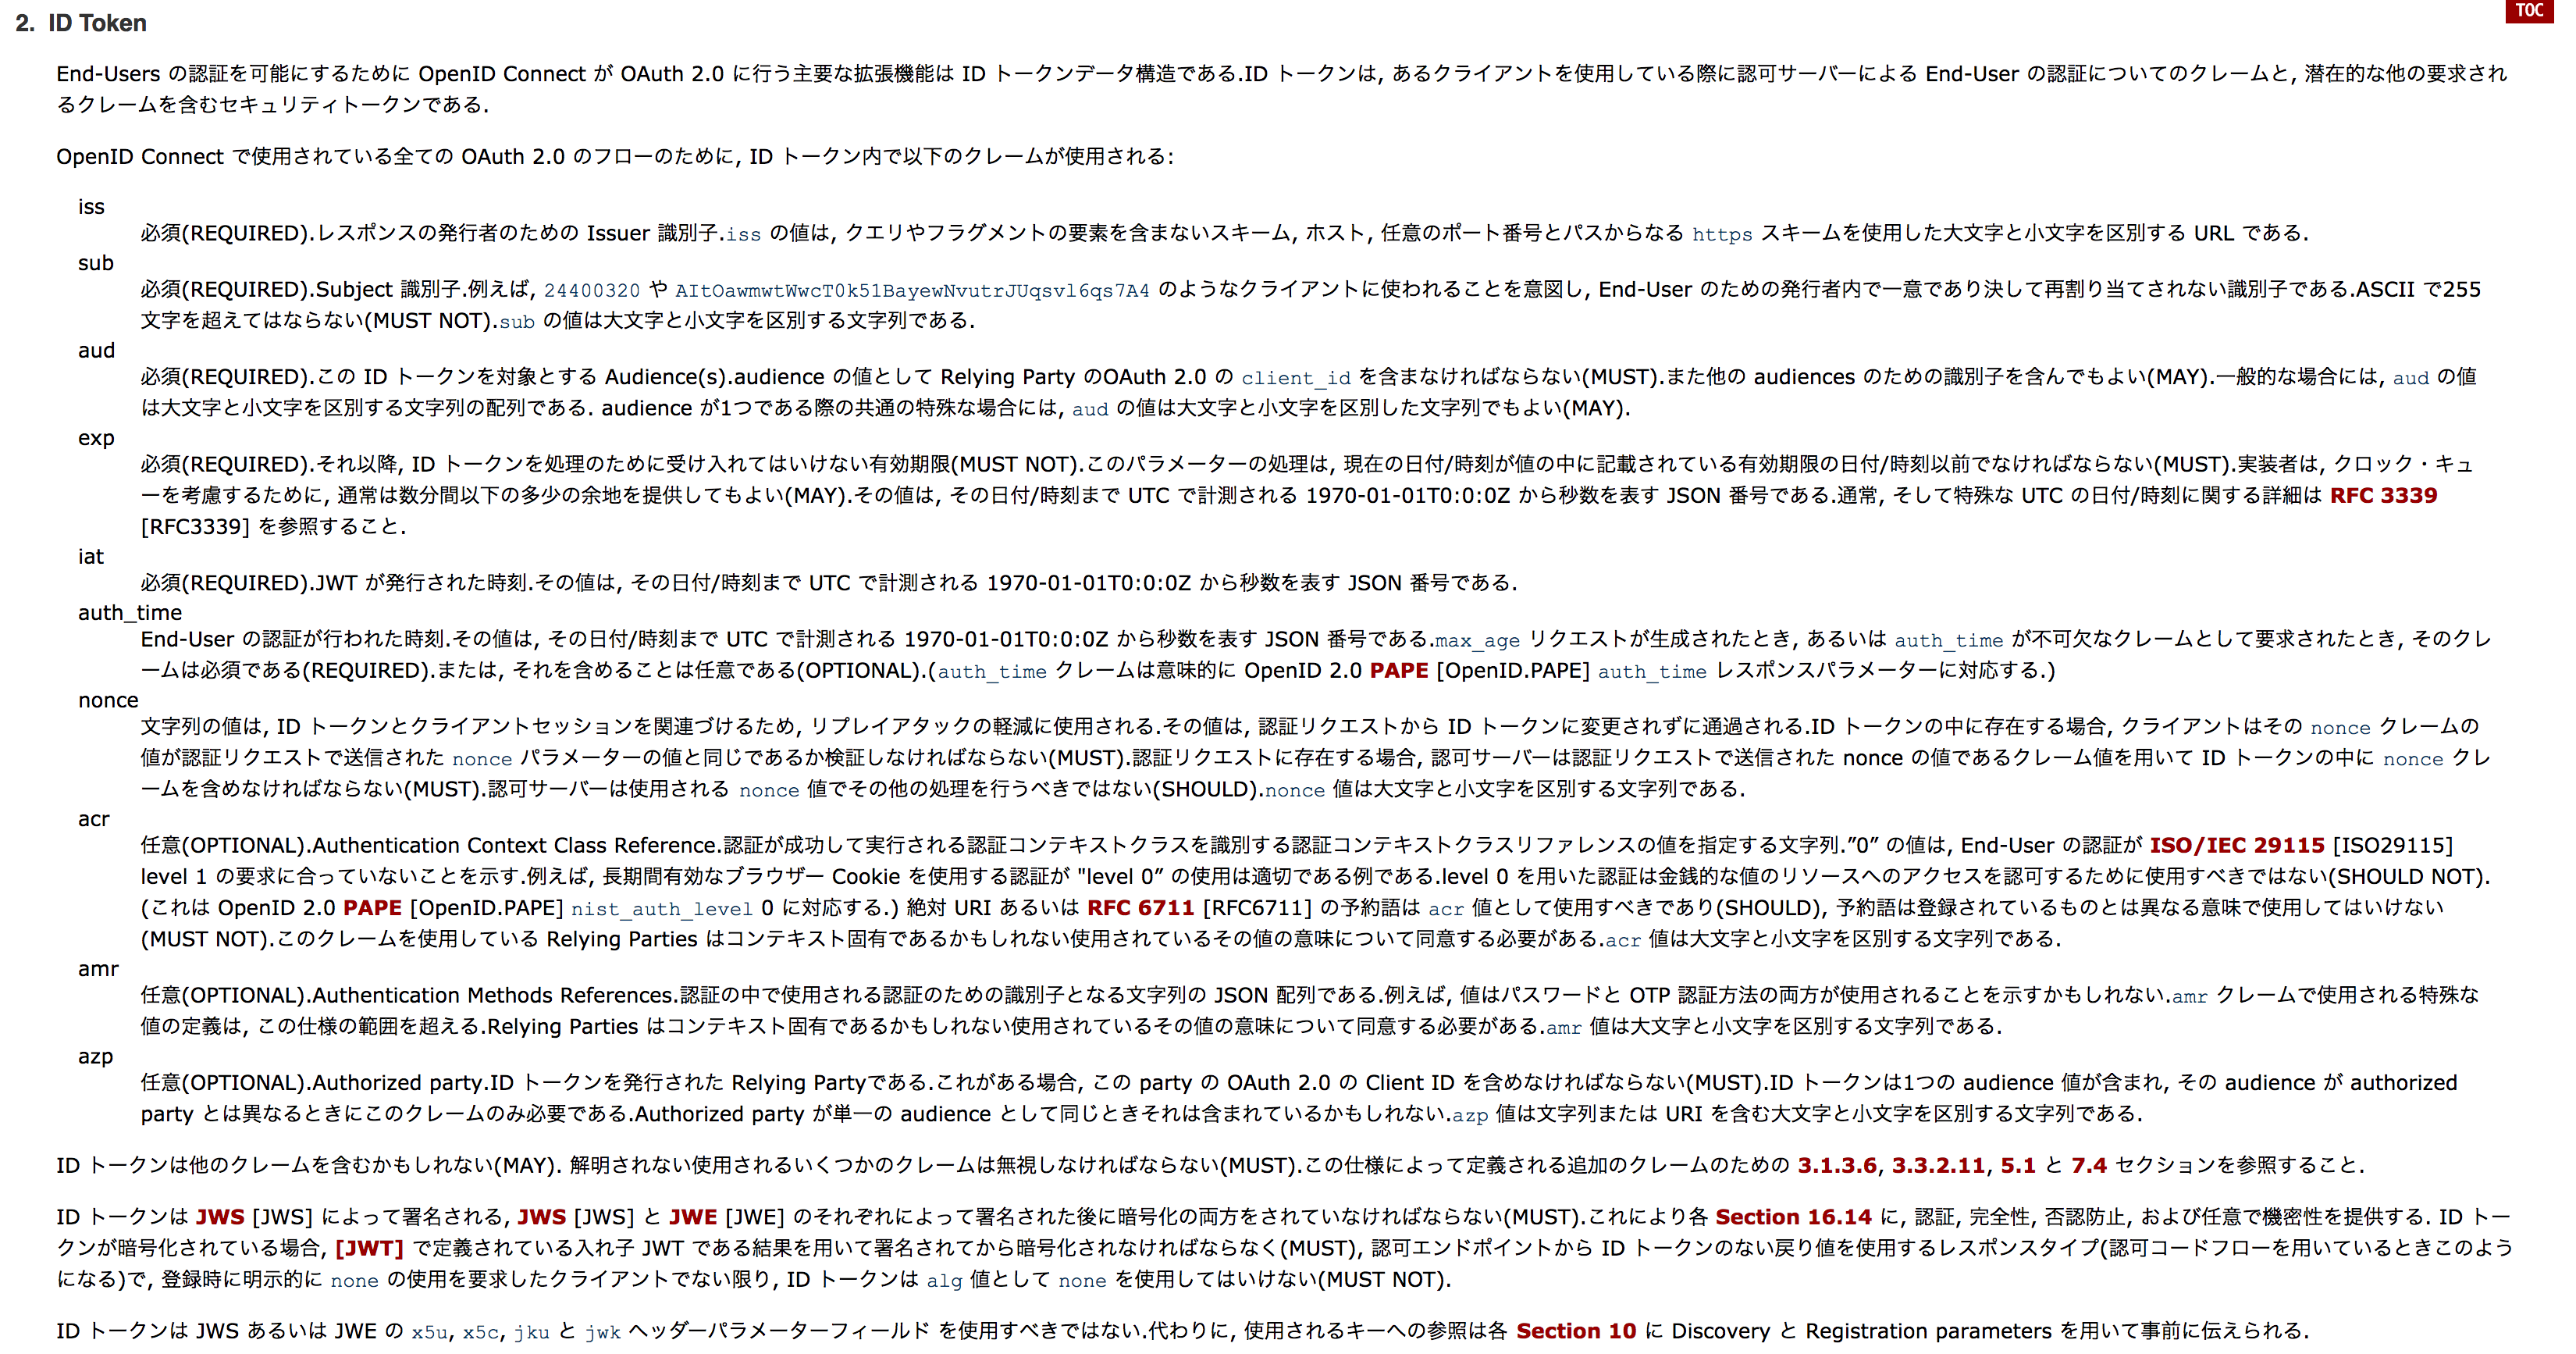 TOC
2. ID Token
End-Users の認証を可能にするために OpenID Connect が OAuth 2.0 に行う主要な拡張機能は ID トークンデータ構造である.ID トークンは, あるクライアントを使用している際に認可サーバーによる End-User の認証についてのクレームと, 潜在的な他の要求され
るクレームを含むセキュリティトークンである.
OpenID Connect で使用されている全ての OAuth 2.0 のフローのために, ID トークン内で以下のクレームが使用される:
iss
必須(REQUIRED).レスポンスの発行者のための Issuer 識別子.iss の値は, クエリやフラグメントの要素を含まないスキーム, ホスト, 任意のポート番号とパスからなる https スキームを使用した大文字と小文字を区別する URL である.
sub
必須(REQUIRED).Subject 識別子.例えば, 24400320 や AItOawmwtWwcT0k51BayewNvutrJUqsvl6qs7A4 のようなクライアントに使われることを意図し, End-User のための発行者内で一意であり決して再割り当てされない識別子である.ASCII で255
文字を超えてはならない(MUST NOT).sub の値は大文字と小文字を区別する文字列である.
aud
必須(REQUIRED).この ID トークンを対象とする Audience(s).audience の値として Relying Party のOAuth 2.0 の client_id を含まなければならない(MUST).また他の audiences のための識別子を含んでもよい(MAY).一般的な場合には, aud の値
は大文字と小文字を区別する文字列の配列である. audience が1つである際の共通の特殊な場合には, aud の値は大文字と小文字を区別した文字列でもよい(MAY).
exp
必須(REQUIRED).それ以降, ID トークンを処理のために受け入れてはいけない有効期限(MUST NOT).このパラメーターの処理は, 現在の日付/時刻が値の中に記載されている有効期限の日付/時刻以前でなければならない(MUST).実装者は, クロック・キュ
ーを考慮するために, 通常は数分間以下の多少の余地を提供してもよい(MAY).その値は, その日付/時刻まで UTC で計測される 1970-01-01T0:0:0Z から秒数を表す JSON 番号である.通常, そして特殊な UTC の日付/時刻に関する詳細は RFC 3339
[RFC3339] を参照すること.
iat
必須(REQUIRED).JWT が発行された時刻.その値は, その日付/時刻まで UTC で計測される 1970-01-01T0:0:0Z から秒数を表す JSON 番号である.
auth_time
End-User の認証が行われた時刻.その値は, その日付/時刻まで UTC で計測される 1970-01-01T0:0:0Z から秒数を表す JSON 番号である.max_age リクエストが生成されたとき, あるいは auth_time が不可欠なクレームとして要求されたとき, そのクレ
ームは必須である(REQUIRED).または, それを含めることは任意である(OPTIONAL).(auth_time クレームは意味的に OpenID 2.0 PAPE [OpenID.PAPE] auth_time レスポンスパラメーターに対応する.)
nonce
文字列の値は, ID トークンとクライアントセッションを関連づけるため, リプレイアタックの軽減に使用される.その値は, 認証リクエストから ID トークンに変更されずに通過される.ID トークンの中に存在する場合, クライアントはその nonce クレームの
値が認証リクエストで送信された nonce パラメーターの値と同じであるか検証しなければならない(MUST).認証リクエストに存在する場合, 認可サーバーは認証リクエストで送信された nonce の値であるクレーム値を用いて ID トークンの中に nonce クレ
ームを含めなければならない(MUST).認可サーバーは使用される nonce 値でその他の処理を行うべきではない(SHOULD).nonce 値は大文字と小文字を区別する文字列である.
acr
任意(OPTIONAL).Authentication Context Class Reference.認証が成功して実行される認証コンテキストクラスを識別する認証コンテキストクラスリファレンスの値を指定する文字列.”0” の値は, End-User の認証が ISO/IEC 29115 [ISO29115]
level 1 の要求に合っていないことを示す.例えば, 長期間有効なブラウザー Cookie を使用する認証が "level 0” の使用は適切である例である.level 0 を用いた認証は金銭的な値のリソースへのアクセスを認可するために使用すべきではない(SHOULD NOT).
(これは OpenID 2.0 PAPE [OpenID.PAPE] nist_auth_level 0 に対応する.) 絶対 URI あるいは RFC 6711 [RFC6711] の予約語は acr 値として使用すべきであり(SHOULD), 予約語は登録されているものとは異なる意味で使用してはいけない
(MUST NOT).このクレームを使用している Relying Parties はコンテキスト固有であるかもしれない使用されているその値の意味について同意する必要がある.acr 値は大文字と小文字を区別する文字列である.
amr
任意(OPTIONAL).Authentication Methods References.認証の中で使用される認証のための識別子となる文字列の JSON 配列である.例えば, 値はパスワードと OTP 認証方法の両方が使用されることを示すかもしれない.amr クレームで使用される特殊な
値の定義は, この仕様の範囲を超える.Relying Parties はコンテキスト固有であるかもしれない使用されているその値の意味について同意する必要がある.amr 値は大文字と小文字を区別する文字列である.
azp
任意(OPTIONAL).Authorized party.ID トークンを発行された Relying Partyである.これがある場合, この party の OAuth 2.0 の Client ID を含めなければならない(MUST).ID トークンは1つの audience 値が含まれ, その audience が authorized
party とは異なるときにこのクレームのみ必要である.Authorized party が単一の audience として同じときそれは含まれているかもしれない.azp 値は文字列または URI を含む大文字と小文字を区別する文字列である.
ID トークンは他のクレームを含むかもしれない(MAY). 解明されない使用されるいくつかのクレームは無視しなければならない(MUST).この仕様によって定義される追加のクレームのための 3.1.3.6, 3.3.2.11, 5.1 と 7.4 セクションを参照すること.
ID トークンは JWS [JWS] によって署名される, JWS [JWS] と JWE [JWE] のそれぞれによって署名された後に暗号化の両方をされていなければならない(MUST).これにより各 Section 16.14 に, 認証, 完全性, 否認防止, および任意で機密性を提供する. ID トー
クンが暗号化されている場合, [JWT] で定義されている入れ子 JWT である結果を用いて署名されてから暗号化されなければならなく(MUST), 認可エンドポイントから ID トークンのない戻り値を使用するレスポンスタイプ(認可コードフローを用いているときこのよう
になる)で, 登録時に明示的に none の使用を要求したクライアントでない限り, ID トークンは alg 値として none を使用してはいけない(MUST NOT).
ID トークンは JWS あるいは JWE の x5u, x5c, jku と jwk ヘッダーパラメーターフィールド を使用すべきではない.代わりに, 使用されるキーへの参照は各 Section 10 に Discovery と Registration parameters を用いて事前に伝えられる.